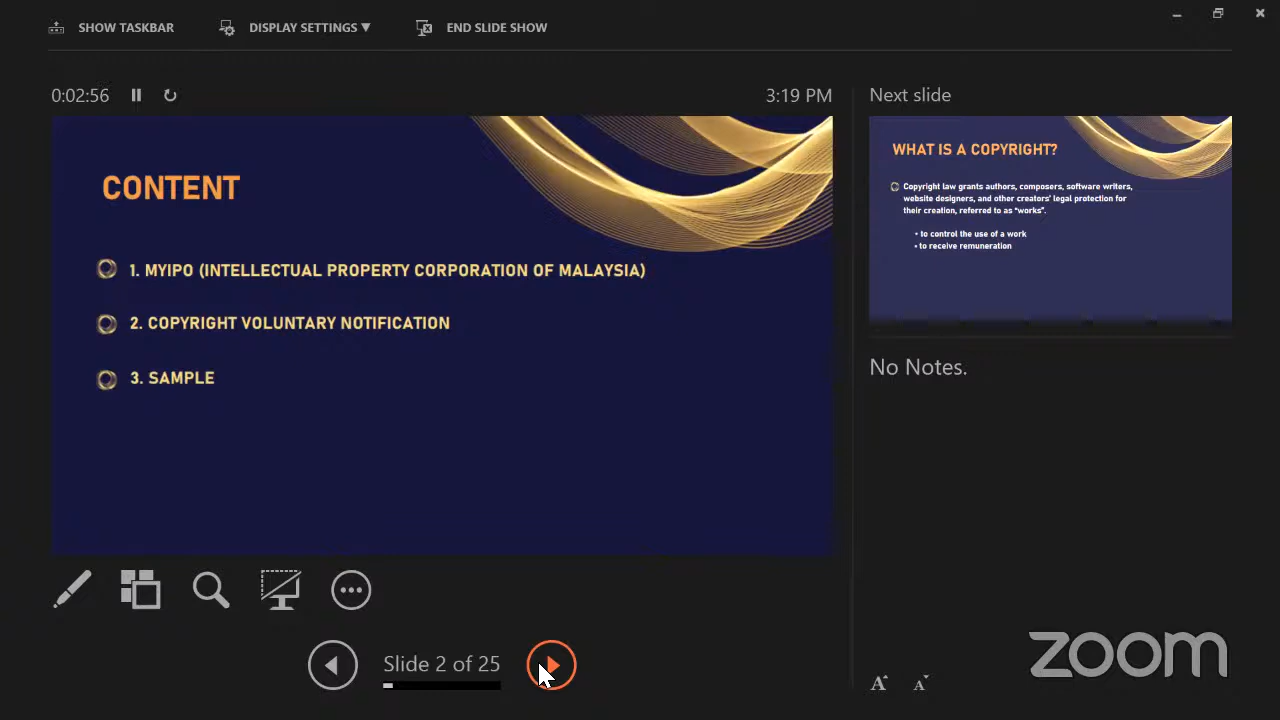 SHOW TASKBAR
DISPLAY SETTINGS ▼
END SLIDE SHOW
0:02:56
3:19 PM
Next slide
CONTENT
1. MYIPO (INTELLECTUAL PROPERTY CORPORATION OF MALAYSIA)
2. COPYRIGHT VOLUNTARY NOTIFICATION
3. SAMPLE
WHAT IS A COPYRIGHT?
Copyright law grants authors, composers, software writers,
website designers, and other creators' legal protection for
their creation, referred to as "works".
• to control the use of a work
• to receive remuneration
No Notes.
Slide 2 of 25
A A
zoom